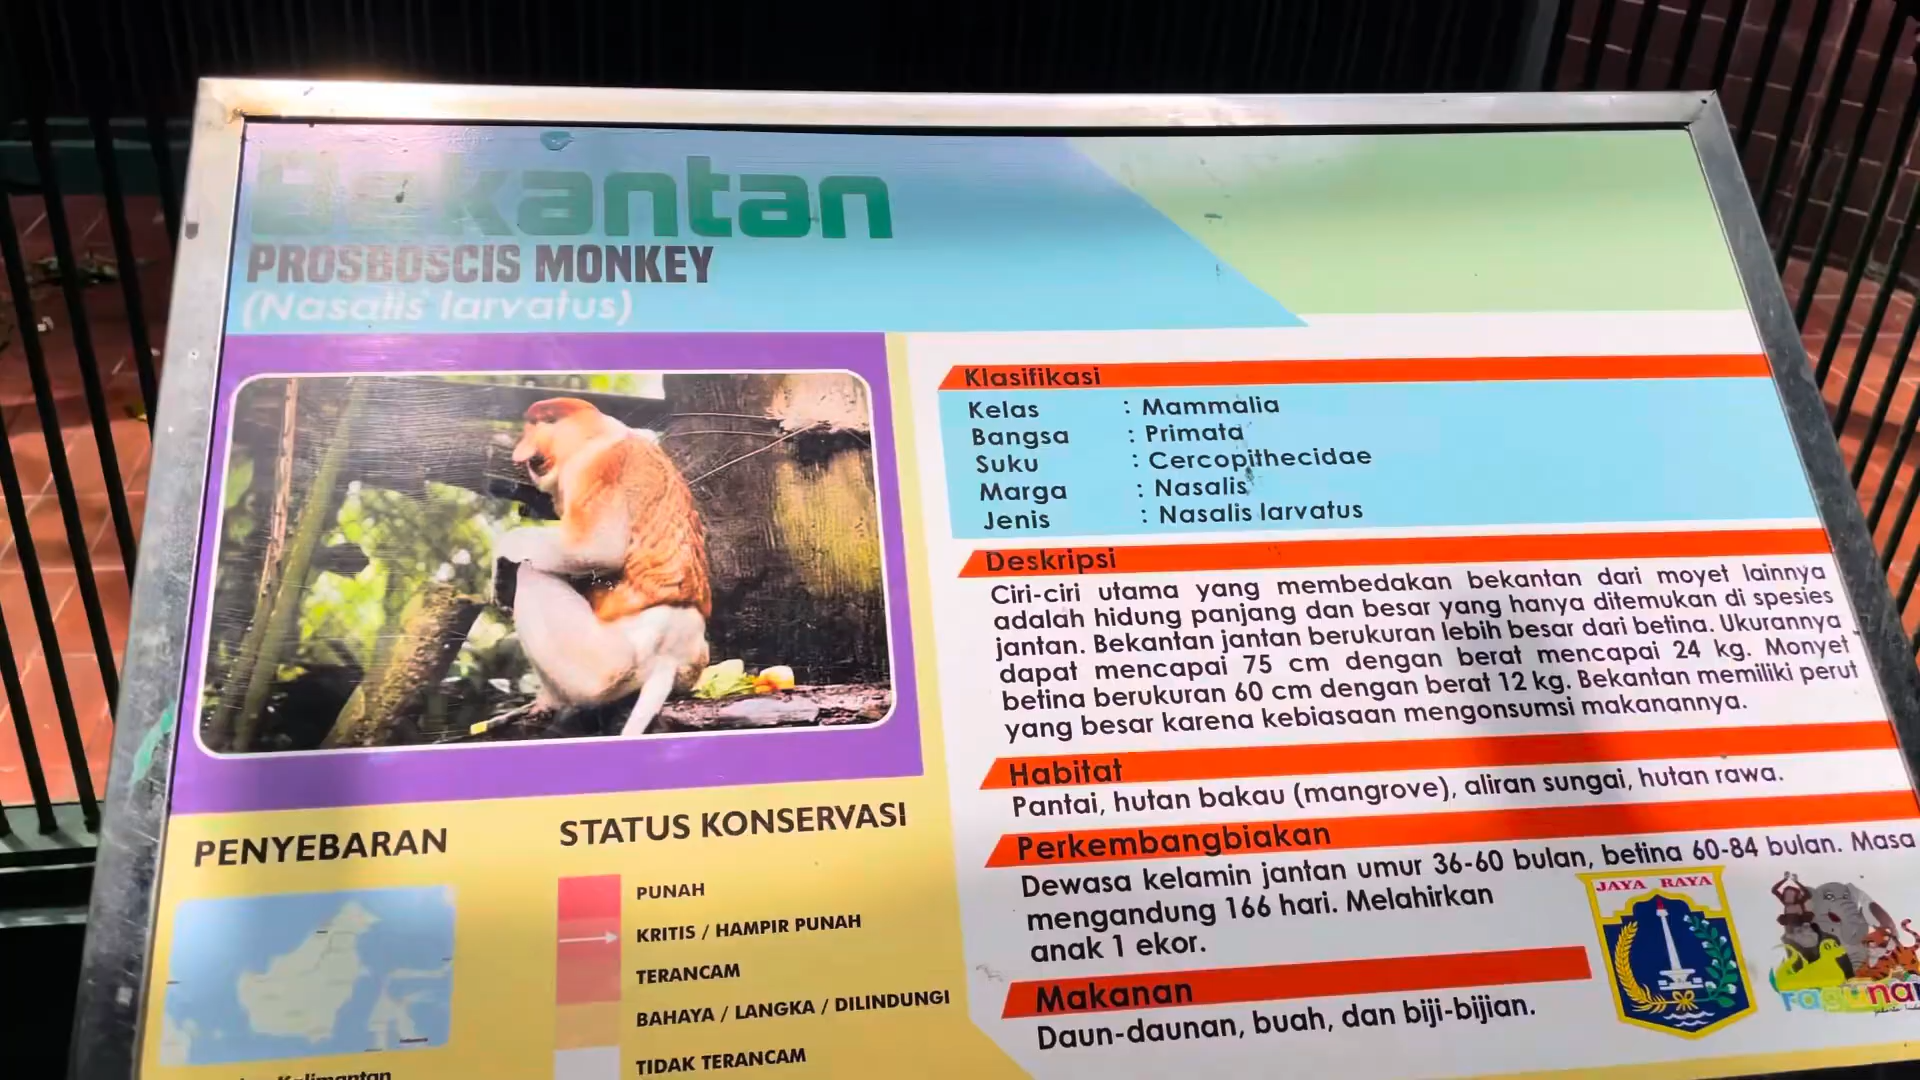 Bekantan
PROSBOSCIS MONKEY
(Nasalis larvatus)
Klasifikasi
Kelas : Mammalia
Bangsa : Primata
Suku : Cercopithecidae
Marga : Nasalis
Jenis : Nasalis larvatus
Deskripsi
Ciri-ciri utama yang membedakan bekantan dari moyet lainnya
adalah hidung panjang dan besar yang hanya ditemukan di spesies
jantan. Bekantan jantan berukuran lebih besar dari betina. Ukurannya
dapat mencapai 75 cm dengan berat mencapai 24 kg. Monyet
betina berukuran 60 cm dengan berat 12 kg. Bekantan memiliki perut
yang besar karena kebiasaan mengonsumsi makanannya.
Habitat
Pantai, hutan bakau (mangrove), aliran sungai, hutan rawa.
Perkembangbiakan
Dewasa kelamin jantan umur 36-60 bulan, betina 60-84 bulan. Masa
mengandung 166 hari. Melahirkan
anak 1 ekor.
Makanan
Daun-daunan, buah, dan biji-bijian.
PENYEBARAN
Kalimantan
STATUS KONSERVASI
PUNAH
KRITIS / HAMPIR PUNAH
TERANCAM
BAHAYA / LANGKA / DILINDUNGI
TIDAK TERANCAM
JAYA RAYA